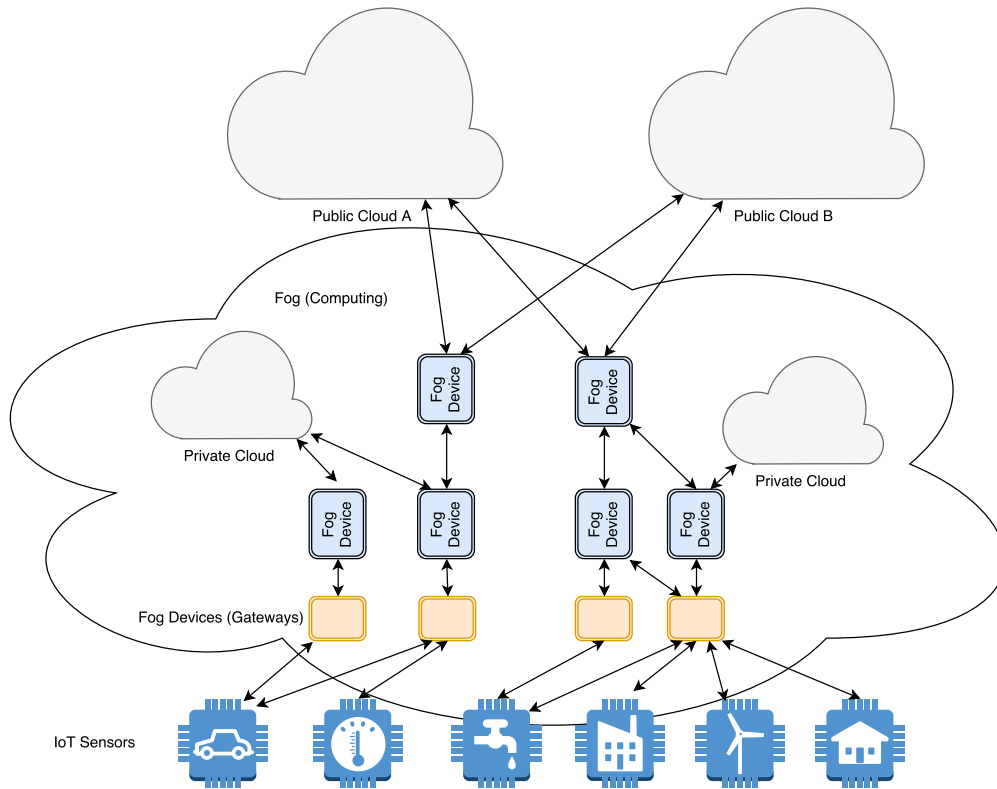 Public Cloud A
Public Cloud B
Fog (Computing)
Fog
Device
Fog
Device
Private Cloud
Private Cloud
Fog
Device
Fog
Device
Fog
Device
Fog
Device
Fog Devices (Gateways)
IoT Sensors